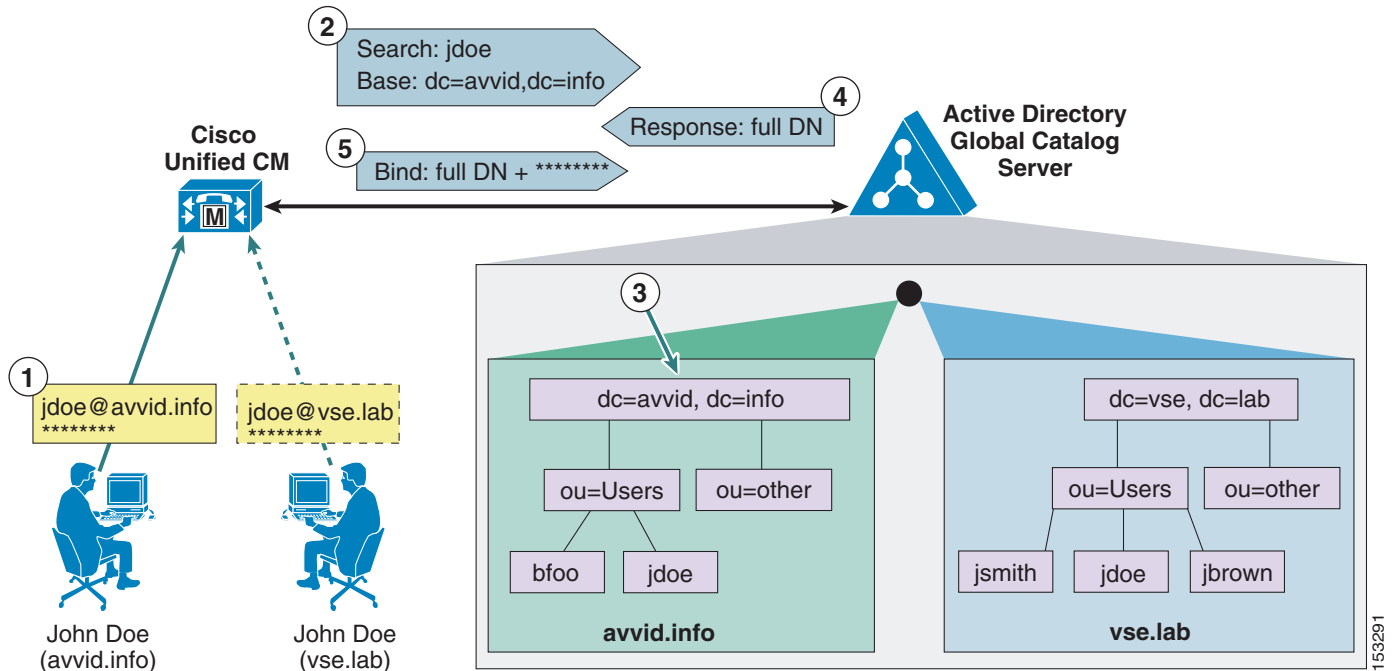 2
Search: jdoe
Base: dc=avvid,dc=info
4
Response: full DN
Cisco
Unified CM
5
Bind: full DN + ********
Active Directory
Global Catalog
Server
M
3
1
jdoe@avvid.info
********
jdoe@vse.lab
********
John Doe
(avvid.info)
John Doe
(vse.lab)
dc=avvid, dc=info
ou=Users
ou=other
bfoo
jdoe
avvid.info
dc=vse, dc=lab
ou=Users
ou=other
jsmith
jdoe
jbrown
vse.lab
153291